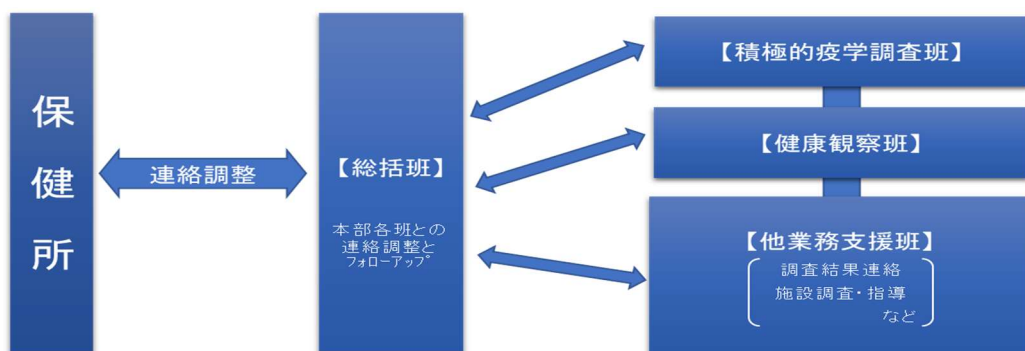 保健所
連絡調整
【総括班】
本部各班との
連絡調整と
フォローアップ
【積極的疫学調査班】
【健康観察班】
【他業務支援班】
調査結果連絡
施設調査・指導
など